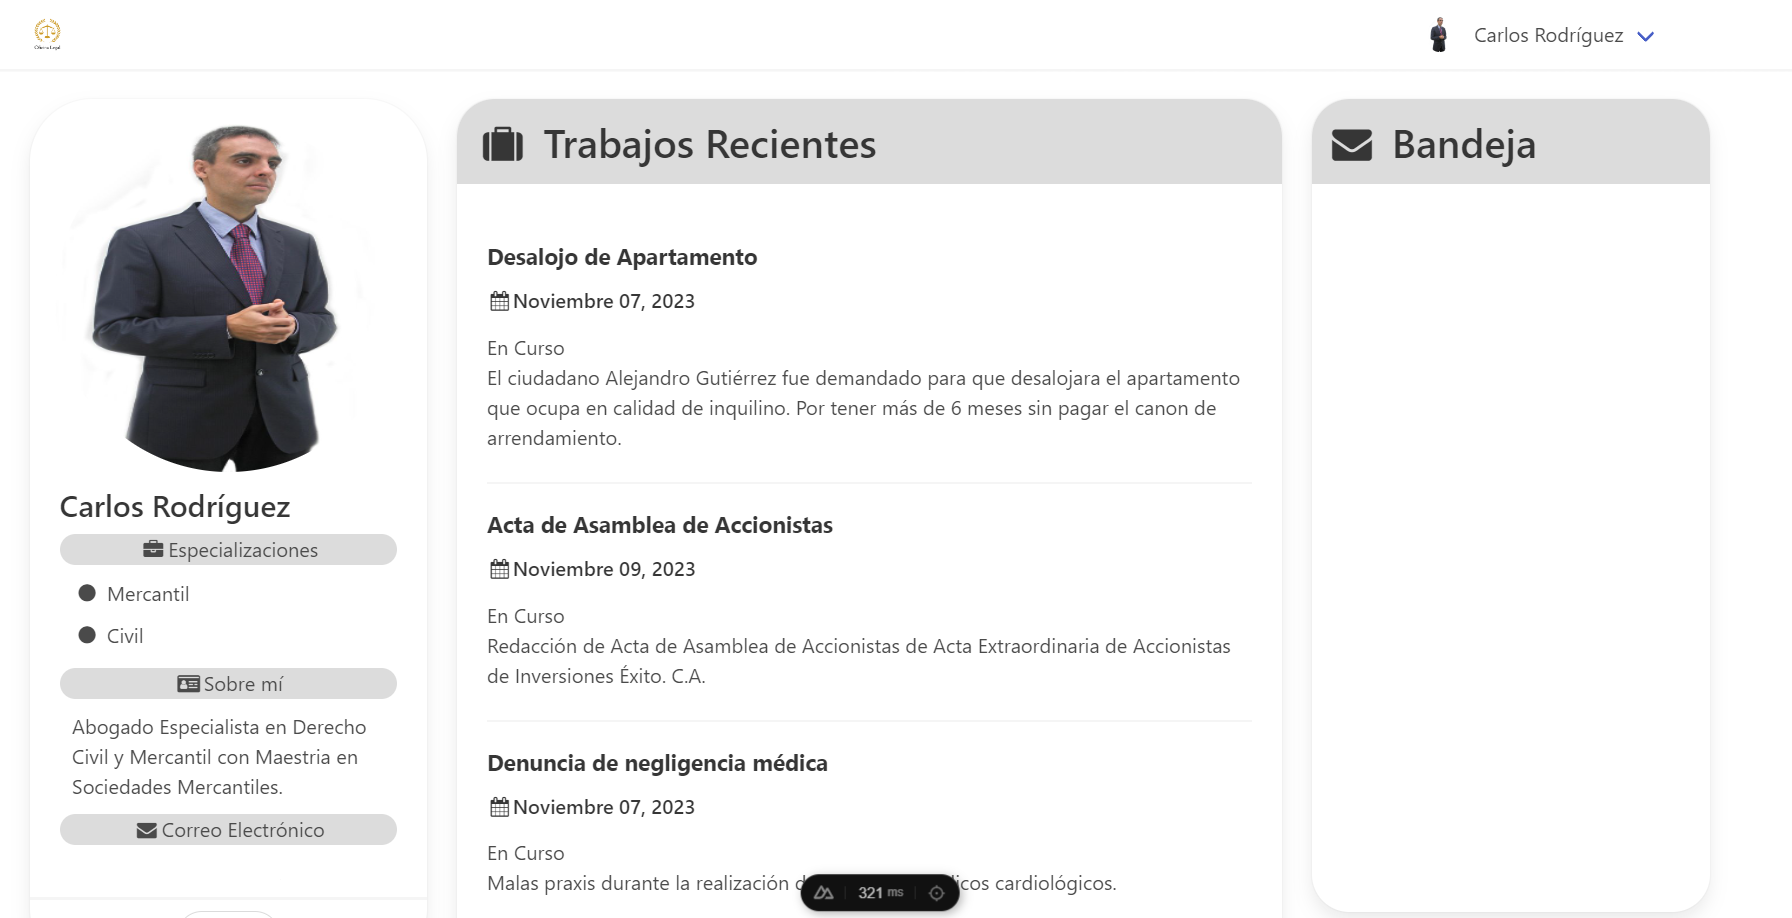 Oficina Legal
Carlos Rodríguez
Carlos Rodríguez
Especializaciones
Mercantil
Civil
Sobre mí
Abogado Especialista en Derecho
Civil y Mercantil con Maestria en
Sociedades Mercantiles.
Correo Electrónico
Trabajos Recientes
Desalojo de Apartamento
Noviembre 07, 2023
En Curso
El ciudadano Alejandro Gutiérrez fue demandado para que desalojara el apartamento
que ocupa en calidad de inquilino. Por tener más de 6 meses sin pagar el canon de
arrendamiento.
Acta de Asamblea de Accionistas
Noviembre 09, 2023
En Curso
Redacción de Acta de Asamblea de Accionistas de Acta Extraordinaria de Accionistas
de Inversiones Éxito. C.A.
Denuncia de negligencia médica
Noviembre 07, 2023
En Curso
Malas praxis durante la realización cardiológicos.
321 ms
Bandeja